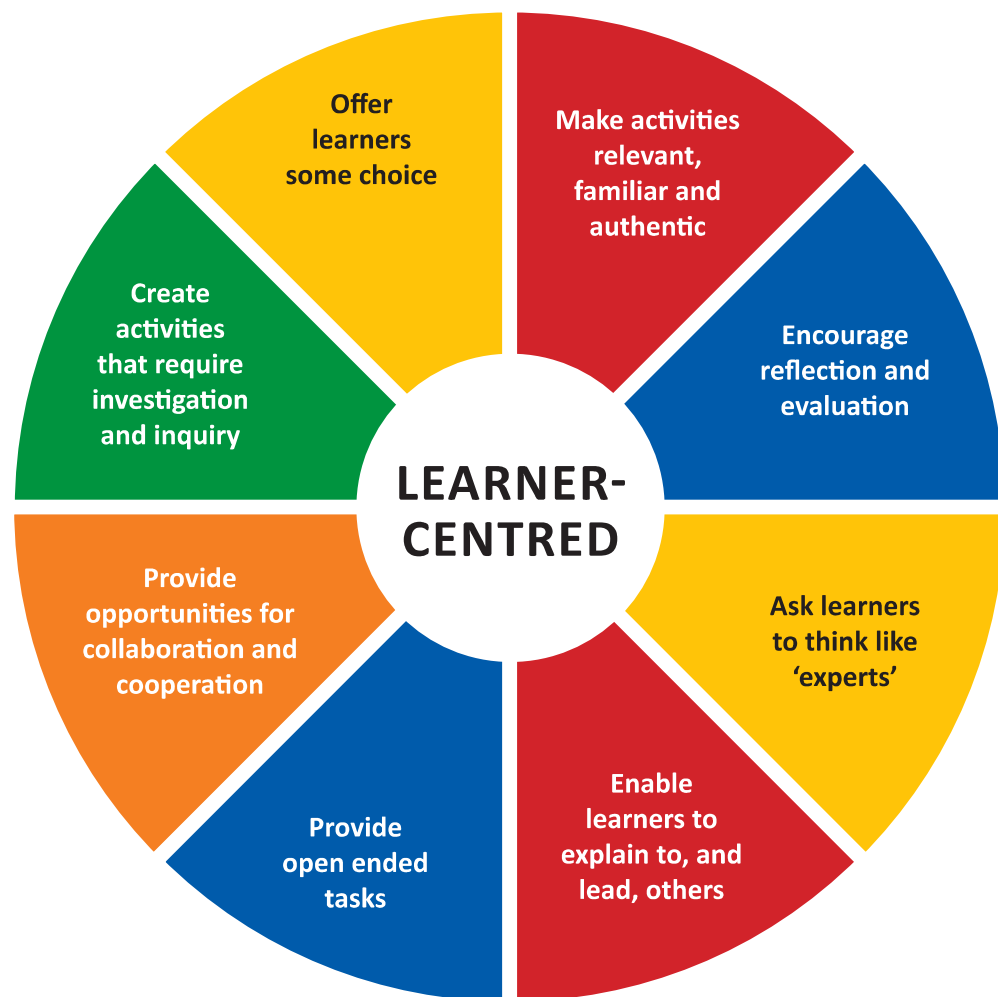 Offer
learners
some choice
Make activities
relevant,
familiar and
authentic
Encourage
reflection and
evaluation
Ask learners
to think like
‘experts’
Enable
learners to
explain to, and
lead, others
Provide
open ended
tasks
Provide
opportunities for
collaboration and
cooperation
Create
activities
that require
investigation
and inquiry
LEARNER-
CENTRED